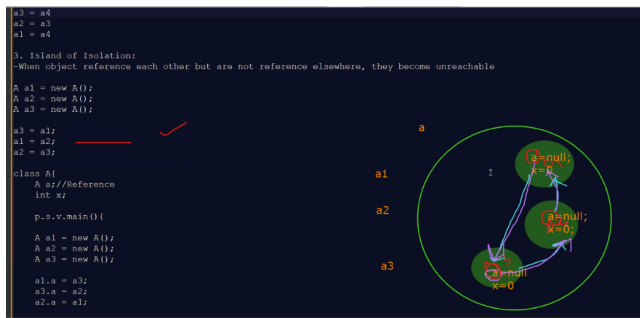 a3 = a4
a2 = a3
a1 = a4
3. Island of Isolation:
-When object reference each other but are not reference elsewhere, they become unreachable
A a1 = new A();
A a2 = new A();
A a3 = new A();
a3 = a1;
a1 = a2;
a2 = a3;
class A{
A a;//Reference
int x;
p.s.v.main(){
A a1 = new A();
A a2 = new A();
A a3 = new A();
a1.a = a3;
a3.a = a2;
a2.a = a1;
a
a1
a2
a3
a=null;
x=0
a=null;
x=0;
a=null
x=0